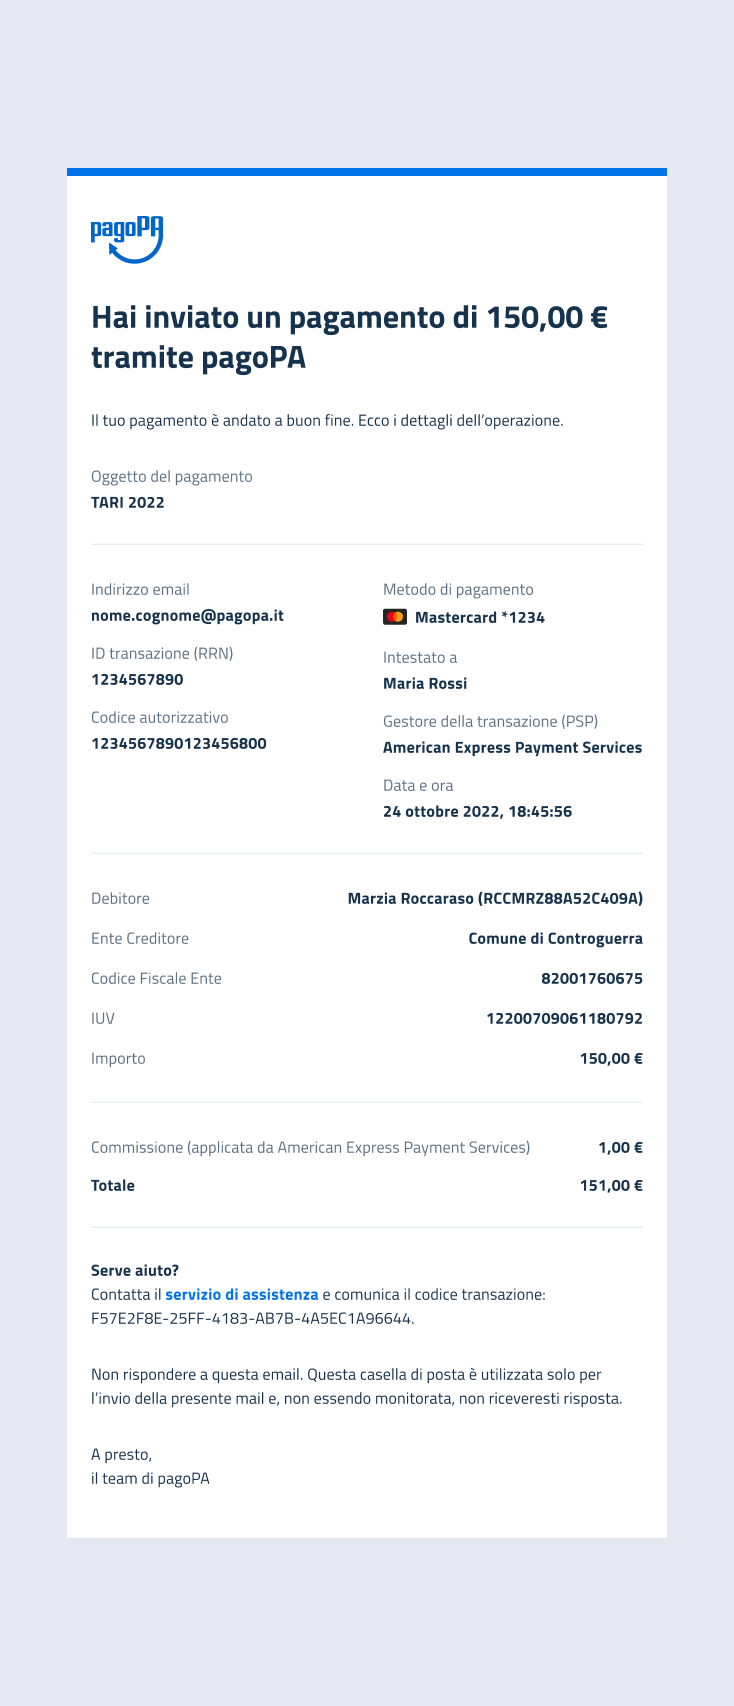 pagoPA
Hai inviato un pagamento di 150,00 €
tramite pagoPA
Il tuo pagamento è andato a buon fine. Ecco i dettagli dell’operazione.
Oggetto del pagamento
TARI 2022
Indirizzo email
nome.cognome@pagopa.it
ID transazione (RRN)
1234567890
Codice autorizzativo
1234567890123456800
Metodo di pagamento
Mastercard *1234
Intestato a
Maria Rossi
Gestore della transazione (PSP)
American Express Payment Services
Data e ora
24 ottobre 2022, 18:45:56
Debitore Marzia Roccaraso (RCCMRZ88A52C409A)
Ente Creditore Comune di Controguerra
Codice Fiscale Ente 82001760675
IUV 12200709061180792
Importo 150,00 €
Commissione (applicata da American Express Payment Services) 1,00 €
Totale 151,00 €
Serve aiuto?
Contatta il servizio di assistenza e comunica il codice transazione:
F57E2F8E-25FF-4183-AB7B-4A5EC1A96644.
Non rispondere a questa email. Questa casella di posta è utilizzata solo per
l’invio della presente mail e, non essendo monitorata, non riceveresti risposta.
A presto,
il team di pagoPA